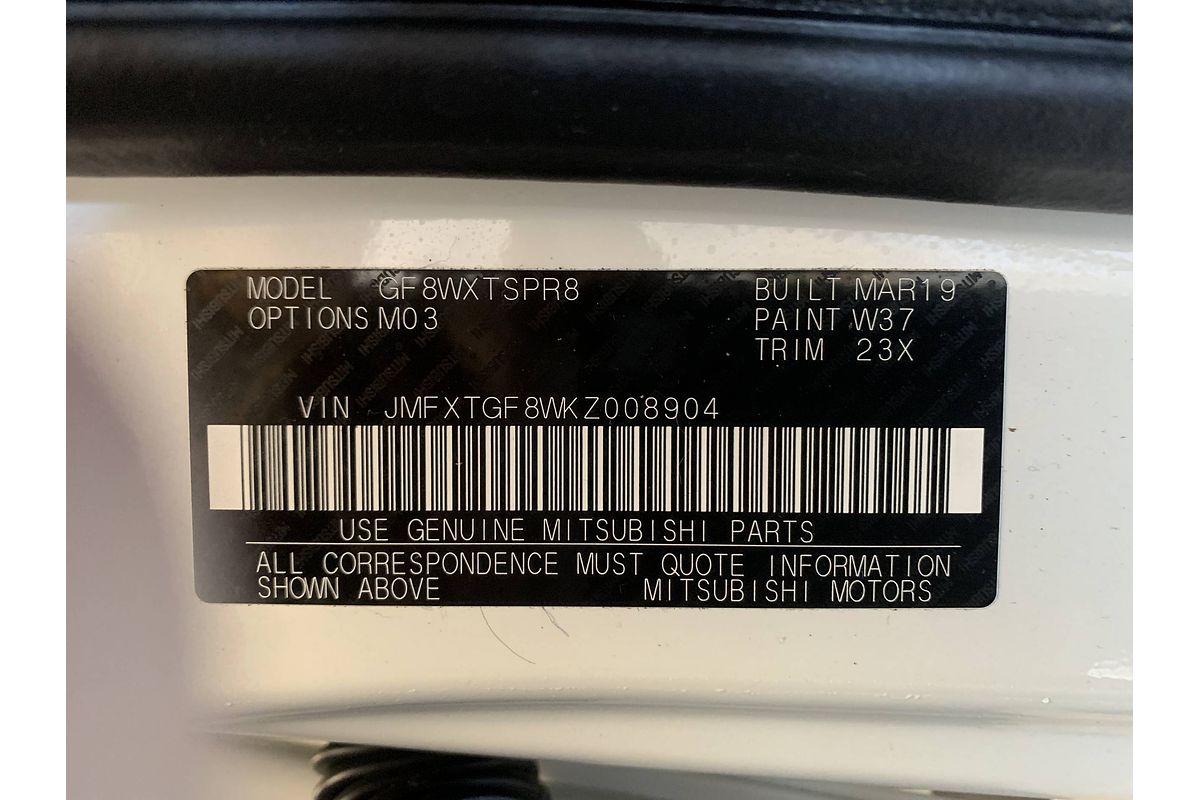 MODEL GF8WXTSPR8 BUILT MAR19
OPTIONS M03 PAINT W37
TRIM 23X
VIN JMFXTGF8WKZ008904
USE GENUINE MITSUBISHI PARTS
ALL CORRESPONDENCE MUST QUOTE INFORMATION
SHOWN ABOVE MITSUBISHI MOTORS